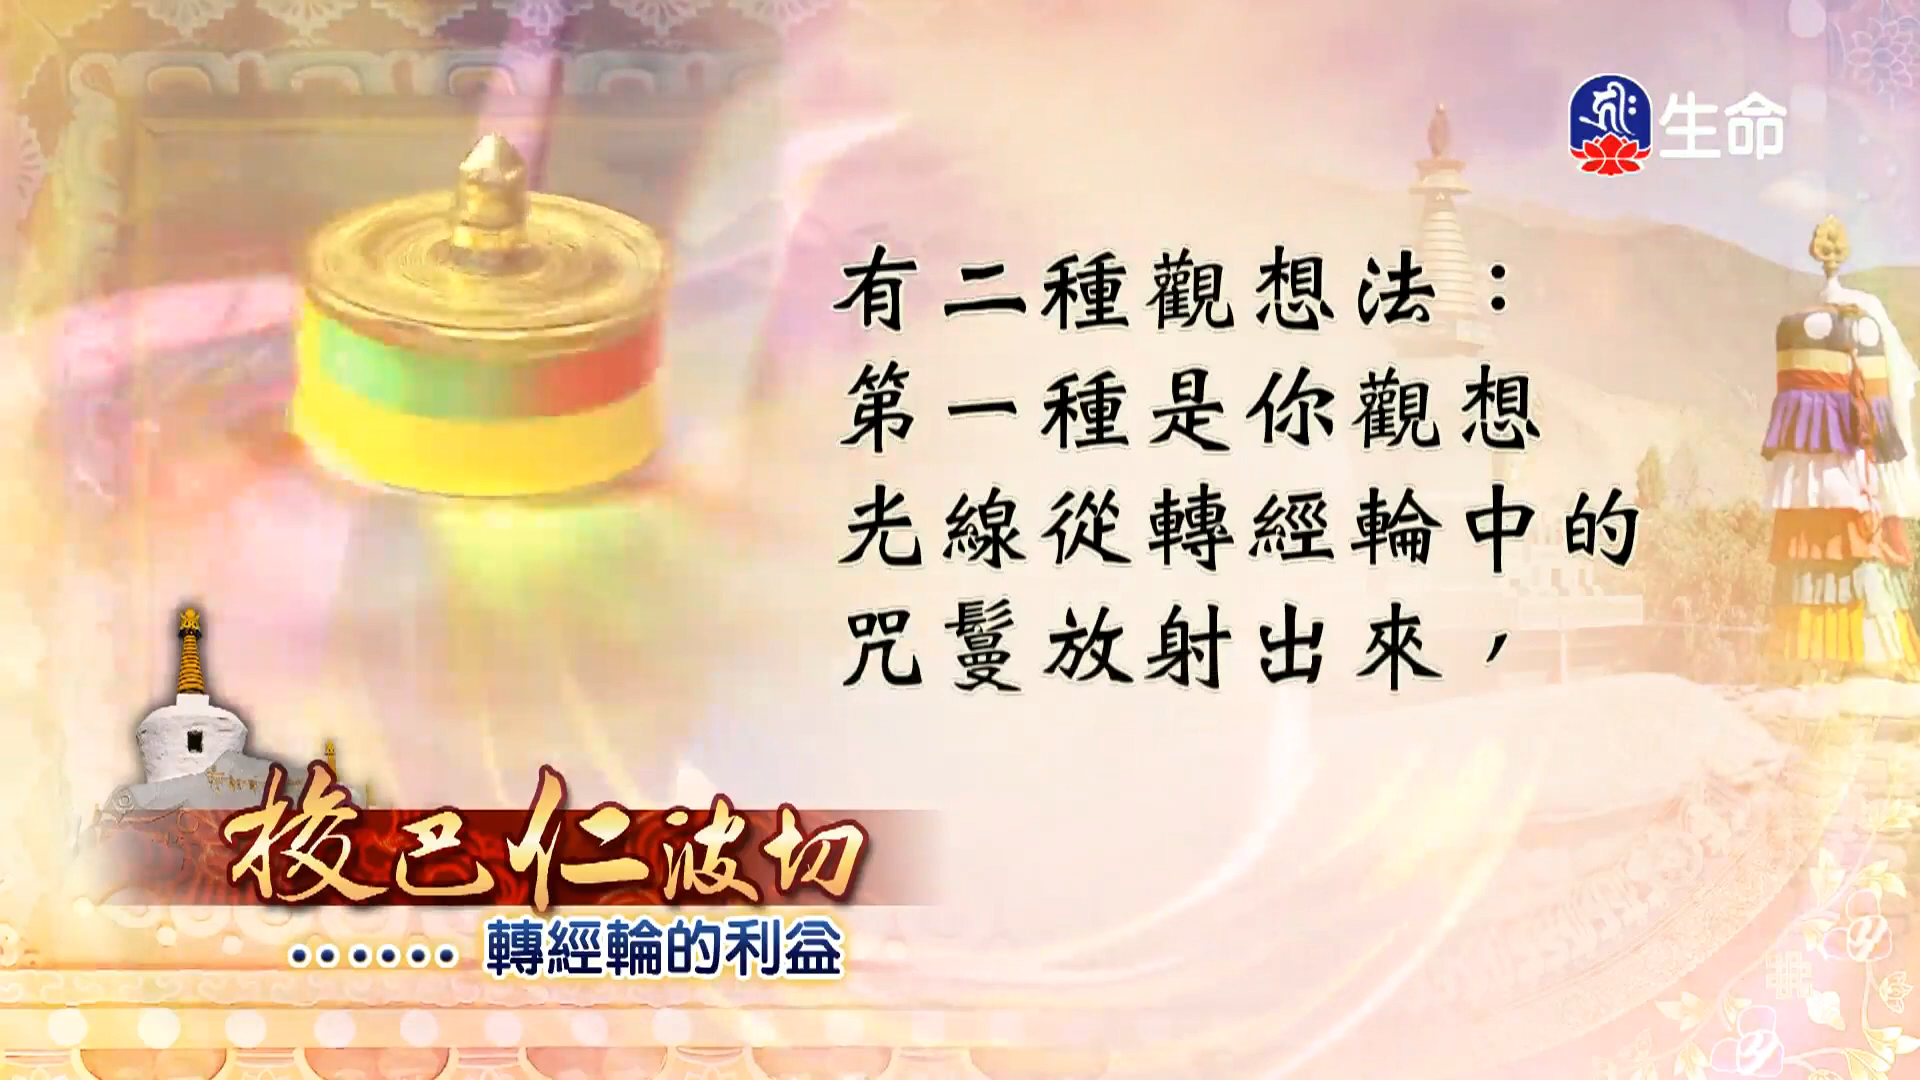 生命
有二種觀想法：
第一種是你觀想
光線從轉經輪中的
咒鬘放射出來，
梭巴仁波切
……轉經輪的利益